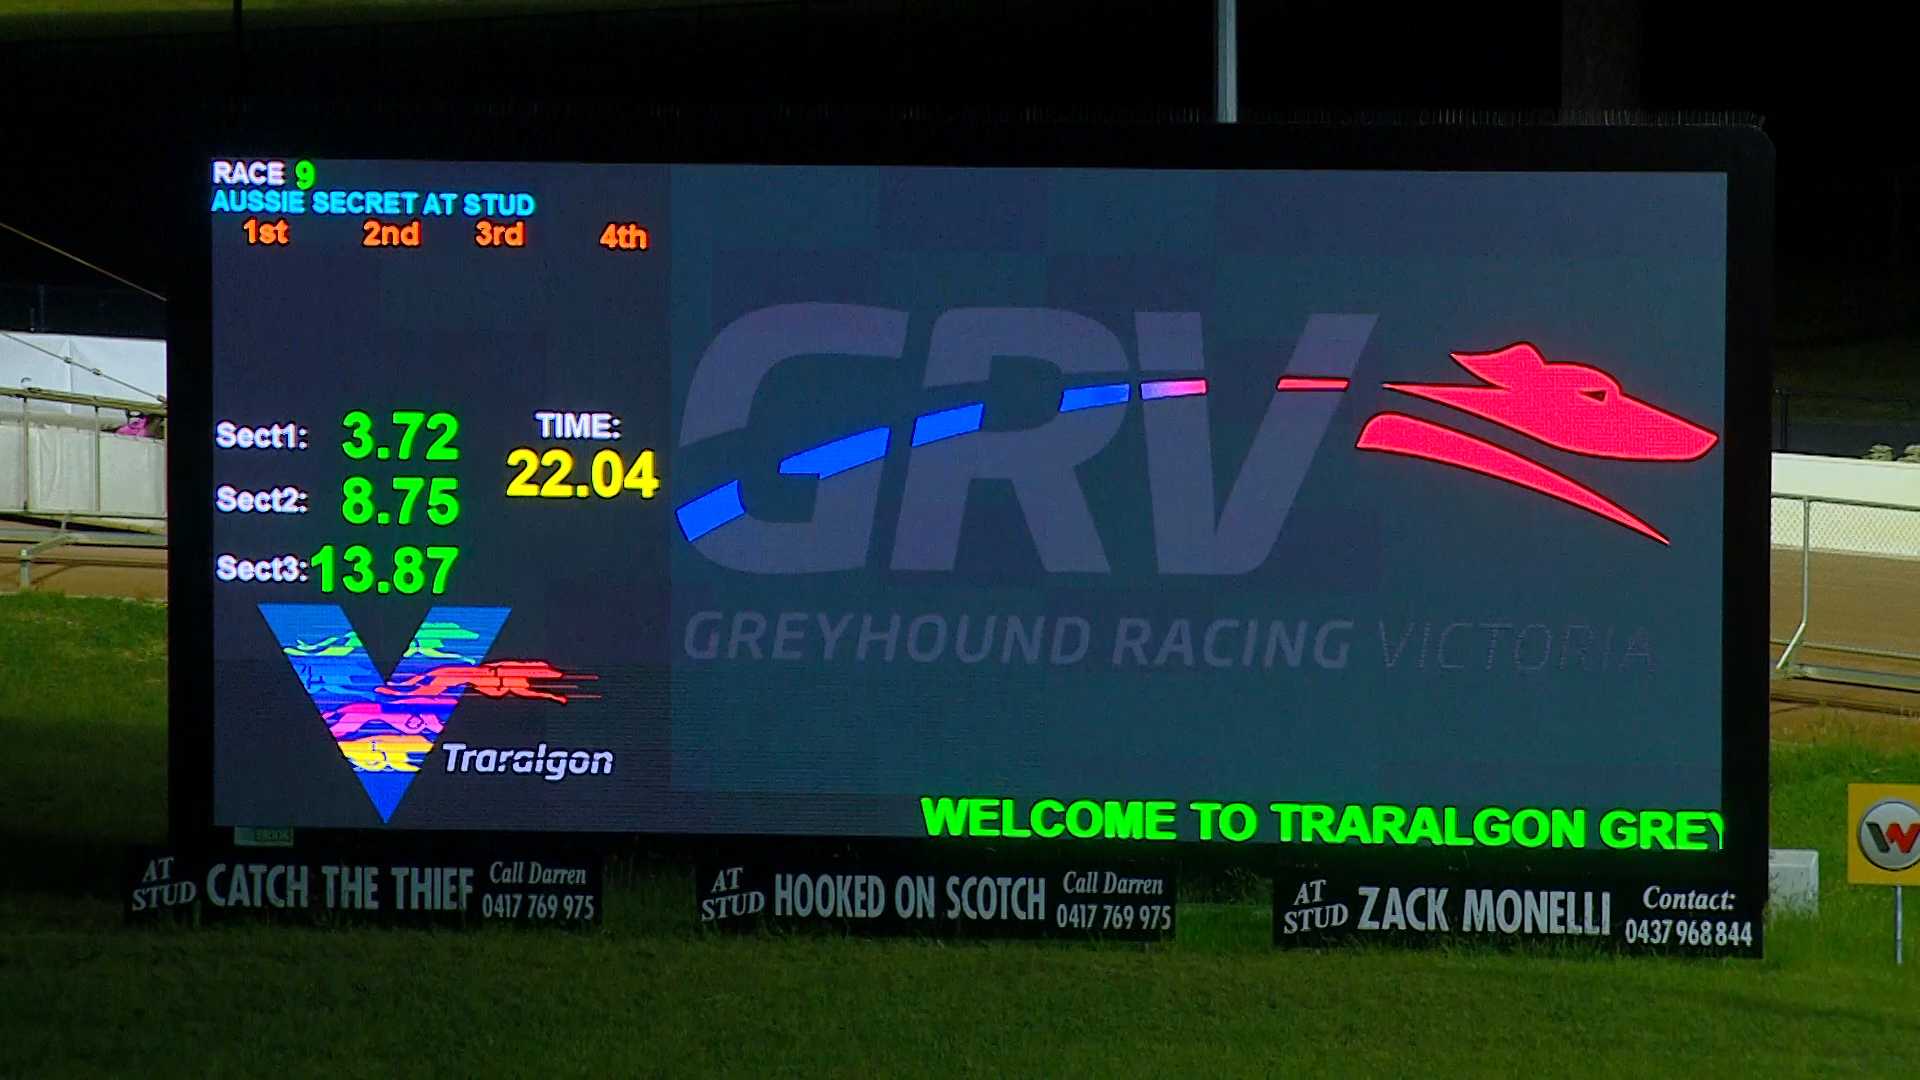 RACE 9
AUSSIE SECRET AT STUD
1st 2nd 3rd 4th
Sect1: 3.72
TIME:
22.04
Sect2: 8.75
Sect3: 13.87
GRV
GREYHOUND RACING VICTORIA
Traralgon
WELCOME TO TRARALGON GREY
AT STUD CATCH THE THIEF Call Darren 0417 769 975
AT STUD HOOKED ON SCOTCH Call Darren 0417 769 975
AT STUD ZACK MONELLI Contact: 0437 968 844
W